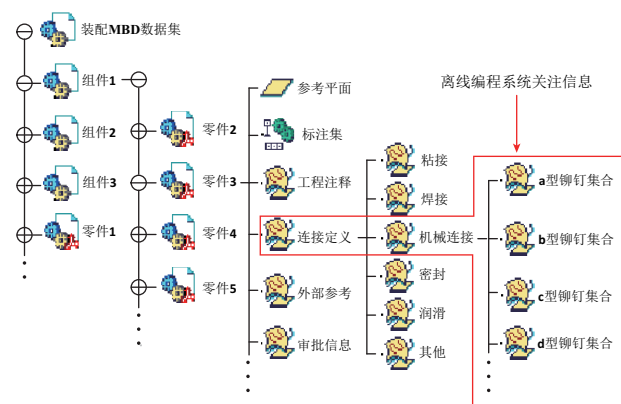 装配MBD数据集
组件1
组件2
组件3
零件1
零件2
零件3
零件4
零件5
参考平面
标注集
工程注释
连接定义
外部参考
审批信息
粘接
焊接
机械连接
密封
润滑
其他
离线编程系统关注信息
a型铆钉集合
b型铆钉集合
c型铆钉集合
d型铆钉集合